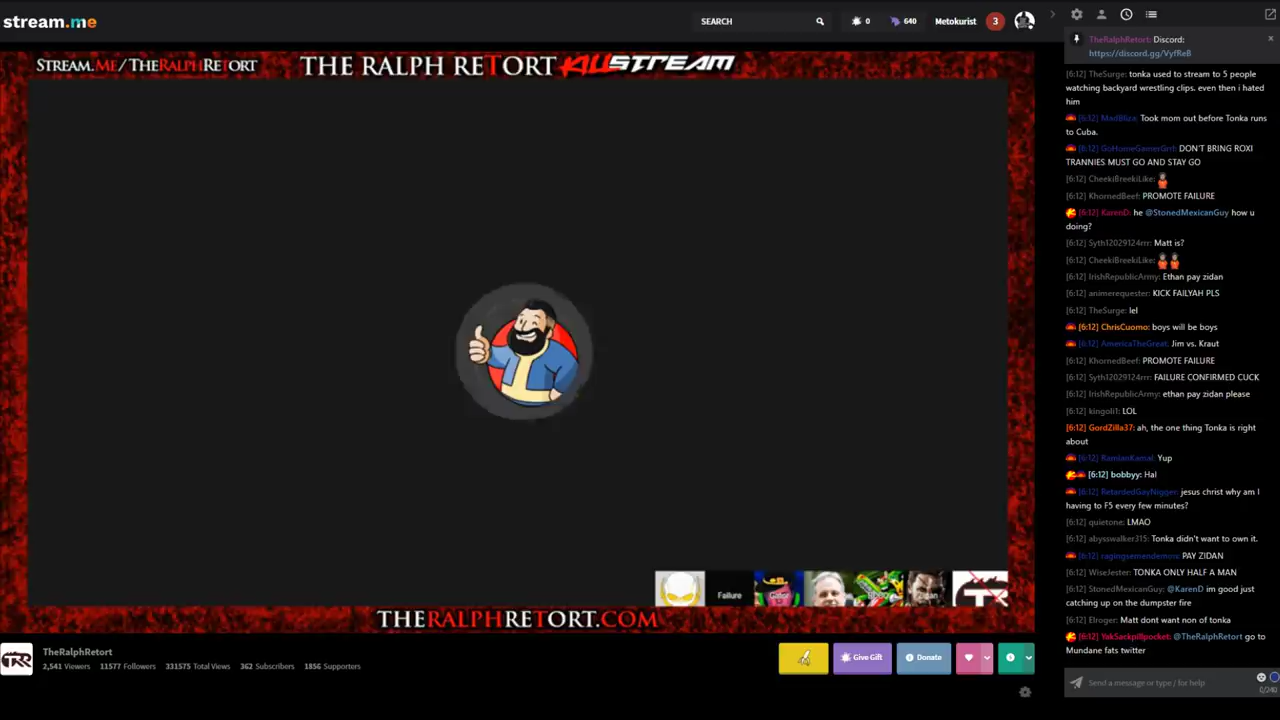 stream.me
SEARCH
0
640
Metokurist
3
STREAM.ME/THERALPHRETORT
THE RALPH RETORT KILLSTREAM
Failure
Gator
Zidan
THERALPHRETORT.COM
TheRalphRetort
2,541 Viewers 11577 Followers 331575 Total Views 362 Subscribers 1856 Supporters
Give Gift
Donate
TheRalphRetort: Discord:
https://discord.gg/VyfReB
[6:12] TheSurge: tonka used to stream to 5 people
watching backyard wrestling clips. even then i hated
him
[6:12] MadBliza: Took mom out before Tonka runs
to Cuba.
[6:12] GoHomeGamerGrrl: DON'T BRING ROXI
TRANNIES MUST GO AND STAY GO
[6:12] CheekiBreekiLike:
[6:12] KhornedBeef: PROMOTE FAILURE
[6:12] KarenD: he @StonedMexicanGuy how u
doing?
[6:12] Syth12029124rrr: Matt is?
[6:12] CheekiBreekiLike:
[6:12] IrishRepublicArmy: Ethan pay zidan
[6:12] animerequester: KICK FAILYAH PLS
[6:12] TheSurge: lel
[6:12] ChrisCuomo: boys will be boys
[6:12] AmericaTheGreat: Jim vs. Kraut
[6:12] KhornedBeef: PROMOTE FAILURE
[6:12] Syth12029124rrr: FAILURE CONFIRMED CUCK
[6:12] IrishRepublicArmy: ethan pay zidan please
[6:12] kingoli1: LOL
[6:12] GordZilla37: ah, the one thing Tonka is right
about
[6:12] RamianKamal: Yup
[6:12] bobbyy: Ha!
[6:12] RetardedGayNigger: jesus christ why am I
having to F5 every few minutes?
[6:12] quietone: LMAO
[6:12] abysswalker315: Tonka didn't want to own it.
[6:12] ragingsemendemon: PAY ZIDAN
[6:12] WiseJester: TONKA ONLY HALF A MAN
[6:12] StonedMexicanGuy: @KarenD im good just
catching up on the dumpster fire
[6:12] Elroger: Matt dont want non of tonka
[6:12] YakSackpillpocket: @TheRalphRetort go to
Mundane fats twitter
Send a message or type / for help
0/240